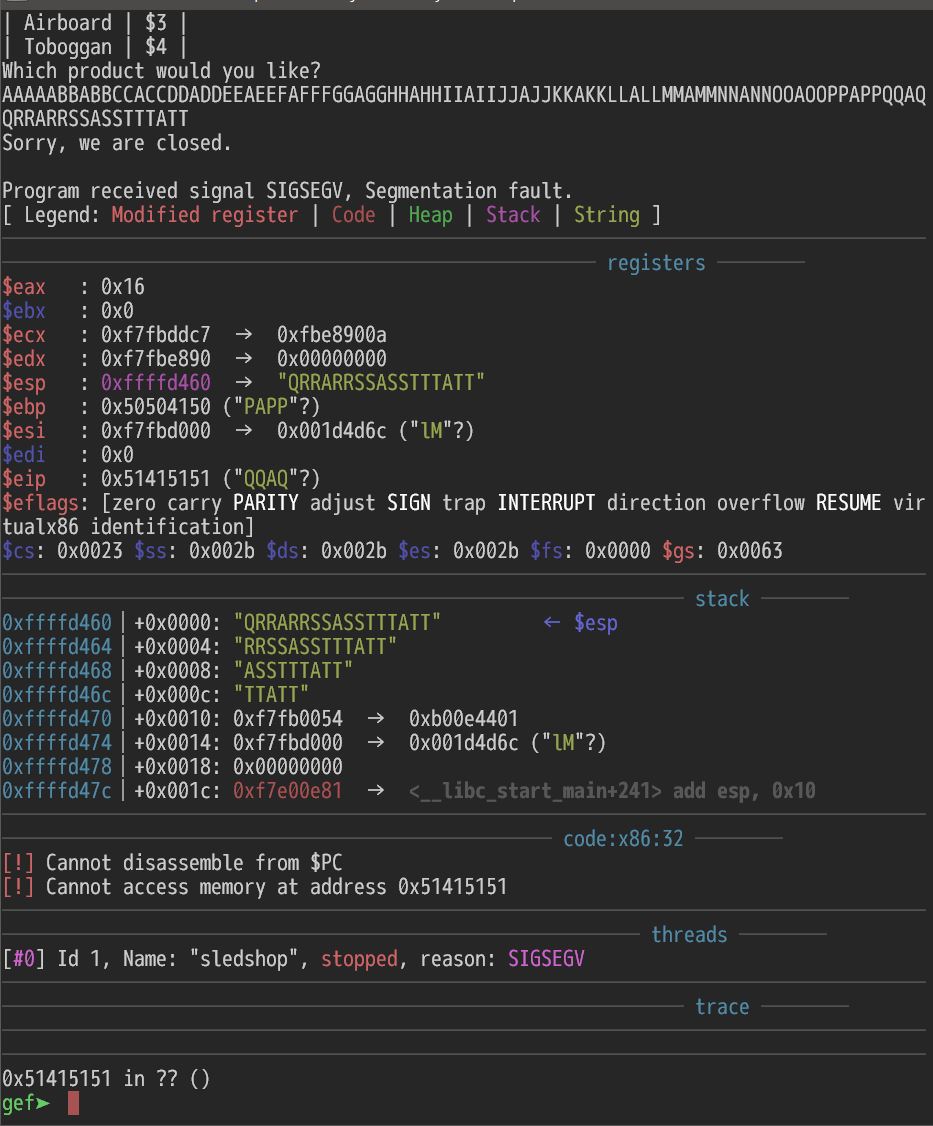 | Airboard | $3 |
| Toboggan | $4 |
Which product would you like?
AAAAABBABBCCACCDDADDEEAEEFAFFFGGAGGHHAHHIIAIIJJAJJKKAKKLLALLMMAMMNNANNOOAOOPPAPPQQAQ
QRRARRSSASSTTTATT
Sorry, we are closed.
Program received signal SIGSEGV, Segmentation fault.
[ Legend: Modified register | Code | Heap | Stack | String ]
registers
$eax : 0x16
$ebx : 0x0
$ecx : 0xf7fbddc7 → 0xfbe8900a
$edx : 0xf7fbe890 → 0x00000000
$esp : 0xffffd460 → "QRRARRSSASSTTTATT"
$ebp : 0x50504150 ("PAPP"?)
$esi : 0xf7fbd000 → 0x001d4d6c ("lM"?)
$edi : 0x0
$eip : 0x51415151 ("QQAQ"?)
$eflags: [zero carry PARITY adjust SIGN trap INTERRUPT direction overflow RESUME vir
tualx86 identification]
$cs: 0x0023 $ss: 0x002b $ds: 0x002b $es: 0x002b $fs: 0x0000 $gs: 0x0063
stack
0xffffd460│+0x0000: "QRRARRSSASSTTTATT" ← $esp
0xffffd464│+0x0004: "RRSSASSTTTATT"
0xffffd468│+0x0008: "ASSTTTATT"
0xffffd46c│+0x000c: "TTATT"
0xffffd470│+0x0010: 0xf7fb0054 → 0xb00e4401
0xffffd474│+0x0014: 0xf7fbd000 → 0x001d4d6c ("lM"?)
0xffffd478│+0x0018: 0x00000000
0xffffd47c│+0x001c: 0xf7e00e81 → <__libc_start_main+241> add esp, 0x10
code:x86:32
[!] Cannot disassemble from $PC
[!] Cannot access memory at address 0x51415151
threads
[#0] Id 1, Name: "sledshop", stopped, reason: SIGSEGV
trace
0x51415151 in ?? ()
gef➤